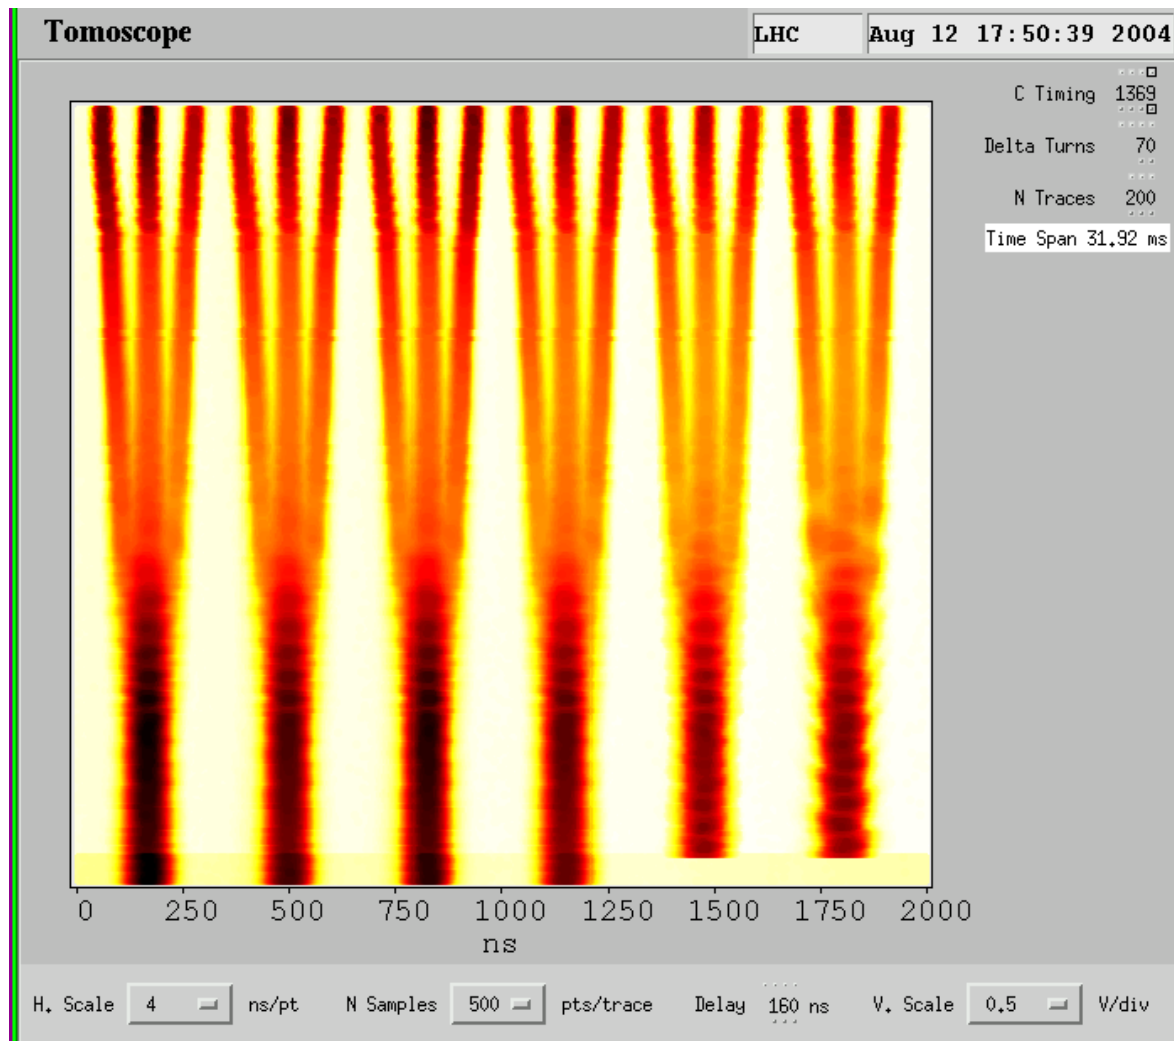 Tomoscope LHC Aug 12 17:50:39 2004
C Timing 1369
Delta Turns 70
N Traces 200
Time Span 31.92 ms
0 250 500 750 1000 1250 1500 1750 2000
ns
H. Scale 4 ns/pt N Samples 500 pts/trace Delay 160 ns V. Scale 0.5 V/div